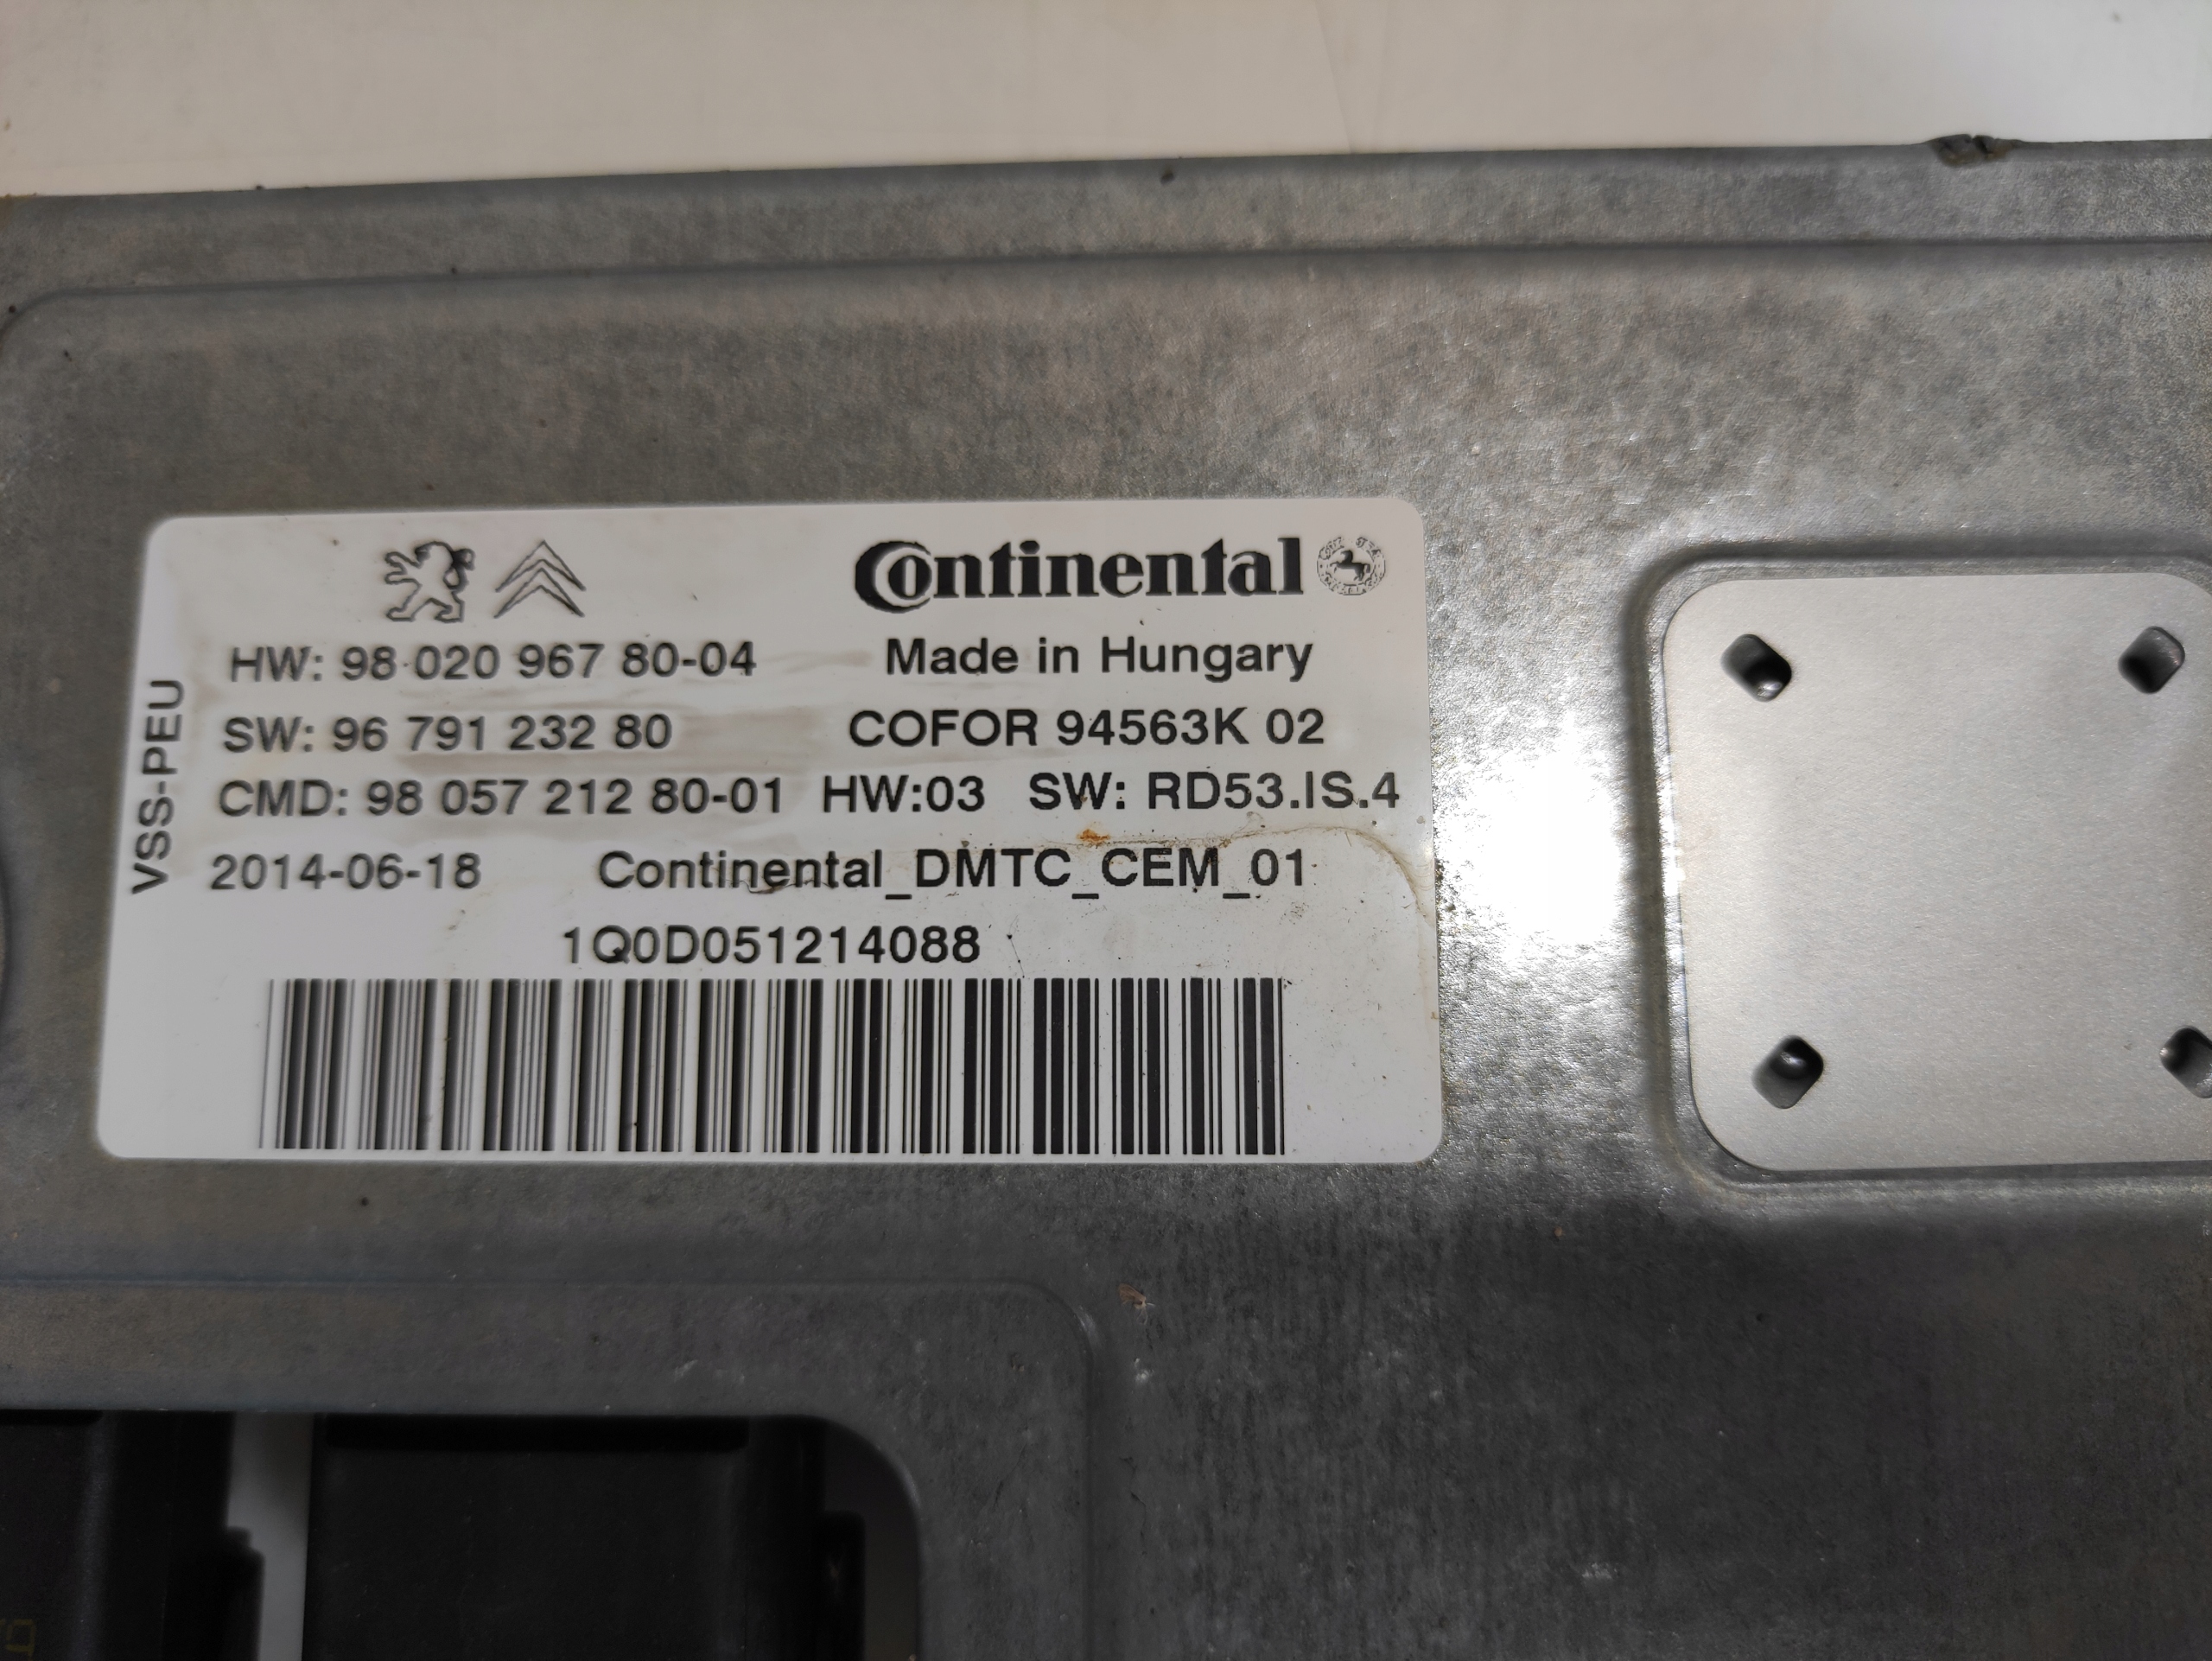 Continental
HW: 98 020 967 80-04 Made in Hungary
SW: 96 791 232 80 COFOR 94563K 02
CMD: 98 057 212 80-01 HW:03 SW: RD53.IS.4
2014-06-18 Continental_DMTC_CEM_01
1Q0D051214088
VSS-PEU